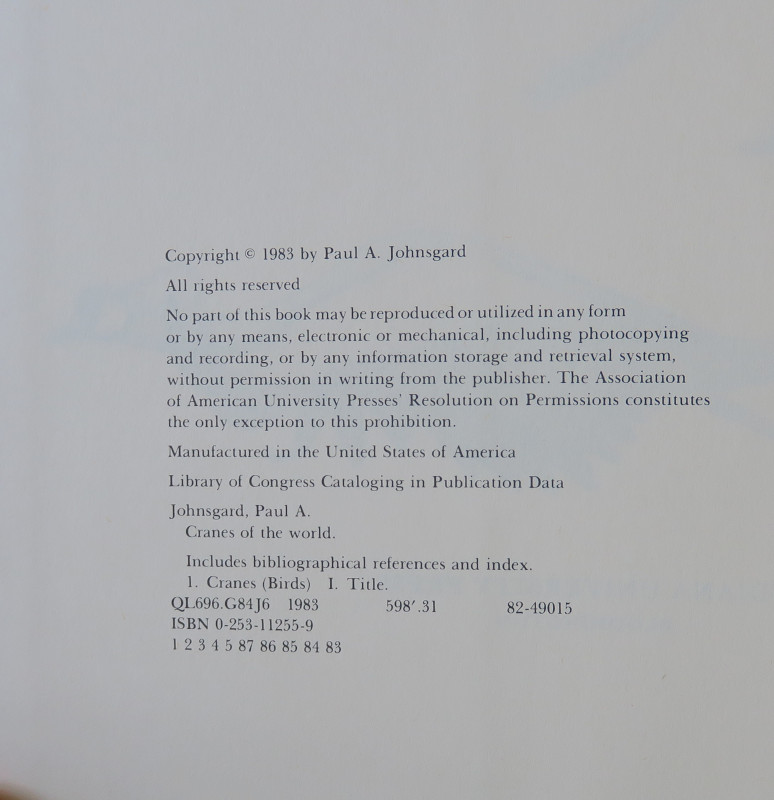 Copyright © 1983 by Paul A. Johnsgard
All rights reserved
No part of this book may be reproduced or utilized in any form
or by any means, electronic or mechanical, including photocopying
and recording, or by any information storage and retrieval system,
without permission in writing from the publisher. The Association
of American University Presses' Resolution on Permissions constitutes
the only exception to this prohibition.
Manufactured in the United States of America
Library of Congress Cataloging in Publication Data
Johnsgard, Paul A.
Cranes of the world.
Includes bibliographical references and index.
1. Cranes (Birds) I. Title.
QL696.G84J6 1983 598'.31 82-49015
ISBN 0-253-11255-9
1 2 3 4 5 87 86 85 84 83